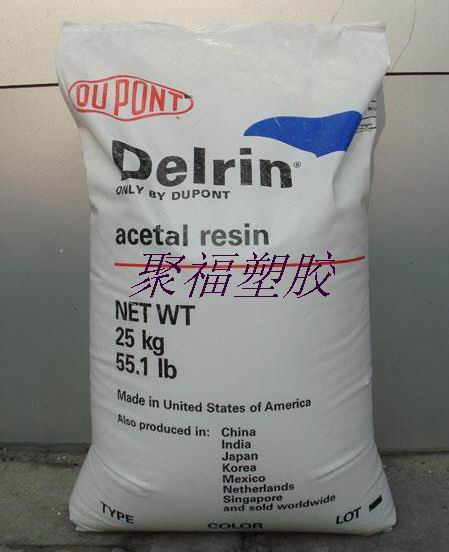 DUPONT
Delrin®
ONLY BY DUPONT
acetal resin
聚福塑胶
NET WT
25 kg
55.1 lb
Made in United States of America
Also produced in: China
India
Japan
Korea
Mexico
Netherlands
Singapore
and sold worldwide
TYPE COLOR LOT